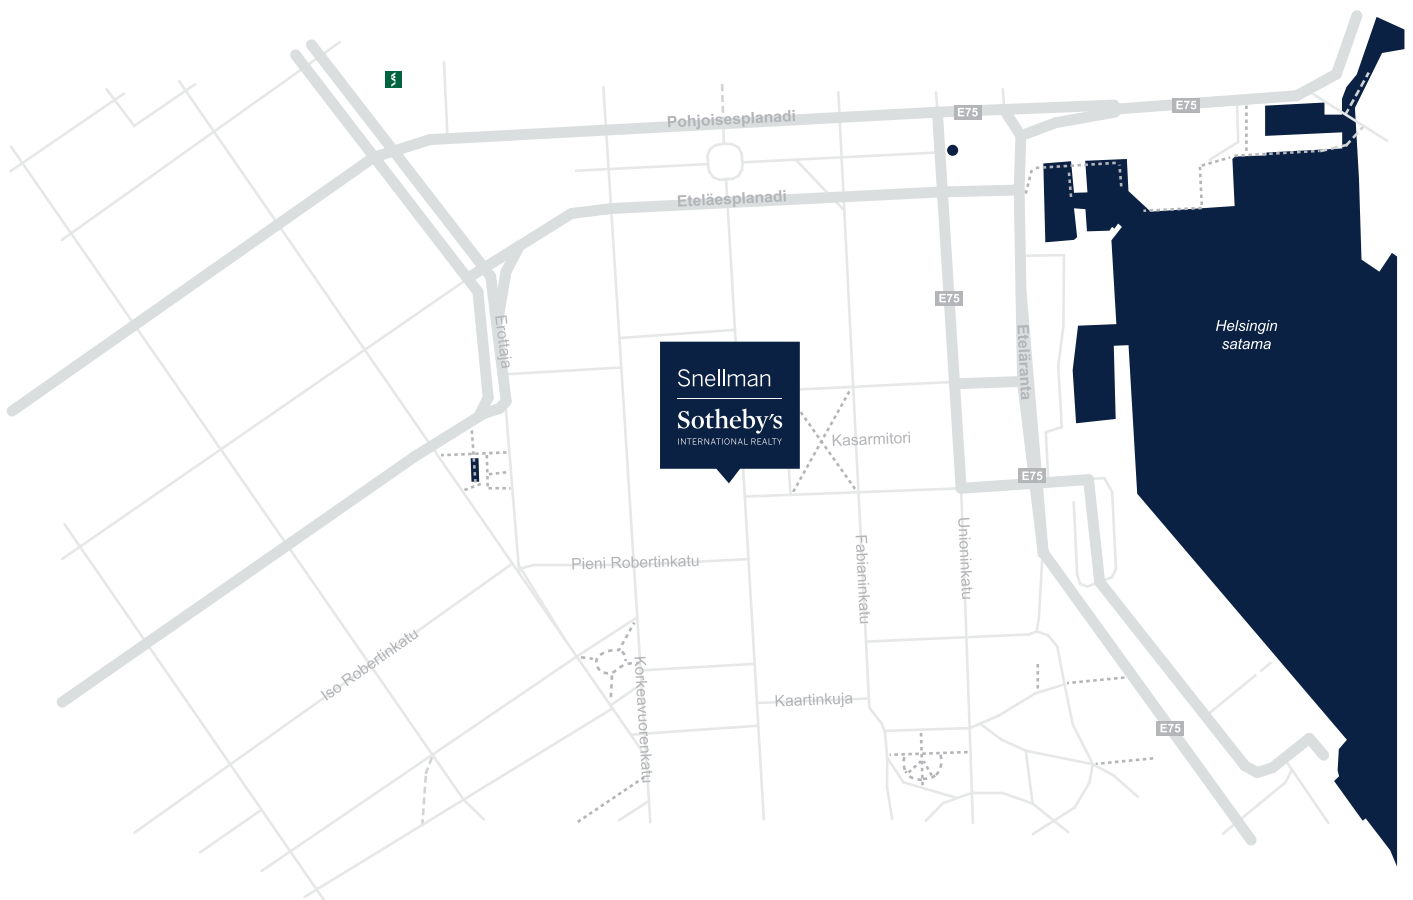 E75
E75
Pohjoisesplanadi
Eteläesplanadi
E75
Helsingin
satama
Erottaja
Eteläranta
Snellman
Sotheby's
INTERNATIONAL REALTY
Kasarmitori
E75
Unioninkatu
Fabianinkatu
Pieni Robertinkatu
Iso Robertinkatu
Korkeavuorenkatu
Kaartinkuja
E75